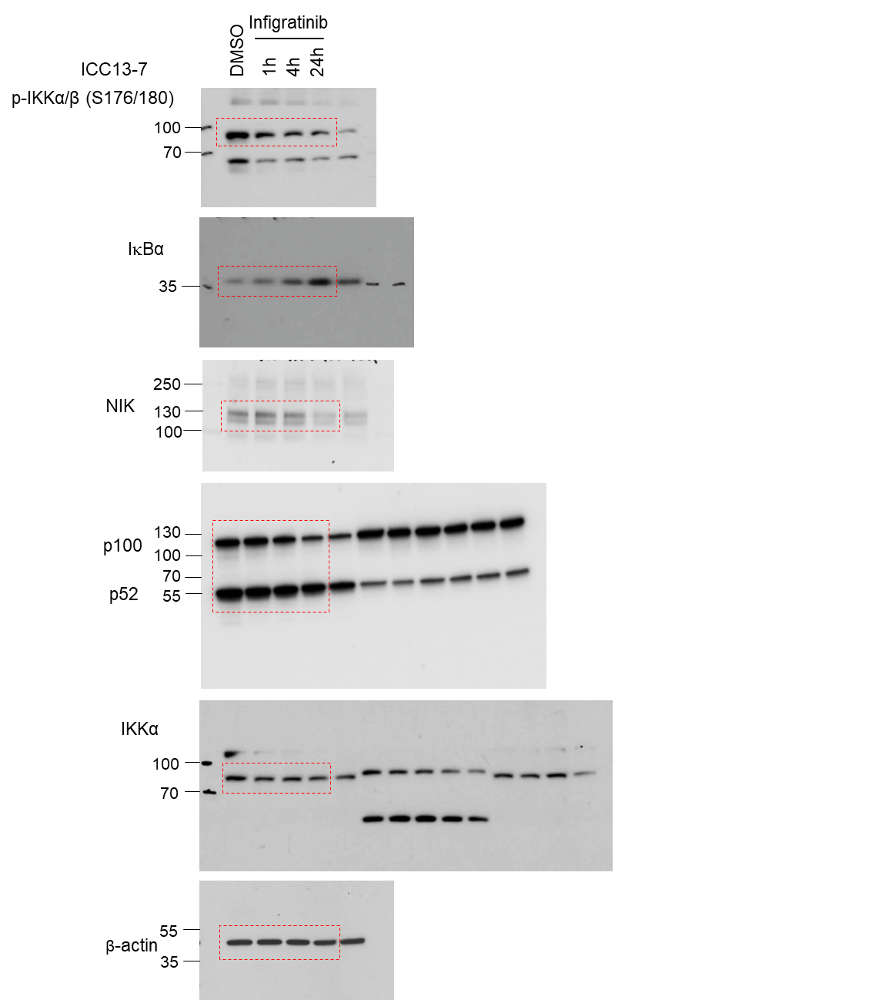 Infigratinib
DMSO
1h
4h
24h
ICC13-7
p-IKKα/β (S176/180)
100
70
IκBα
35
NIK
250
130
100
p100
p52
130
100
70
55
IKKα
100
70
β-actin
55
35